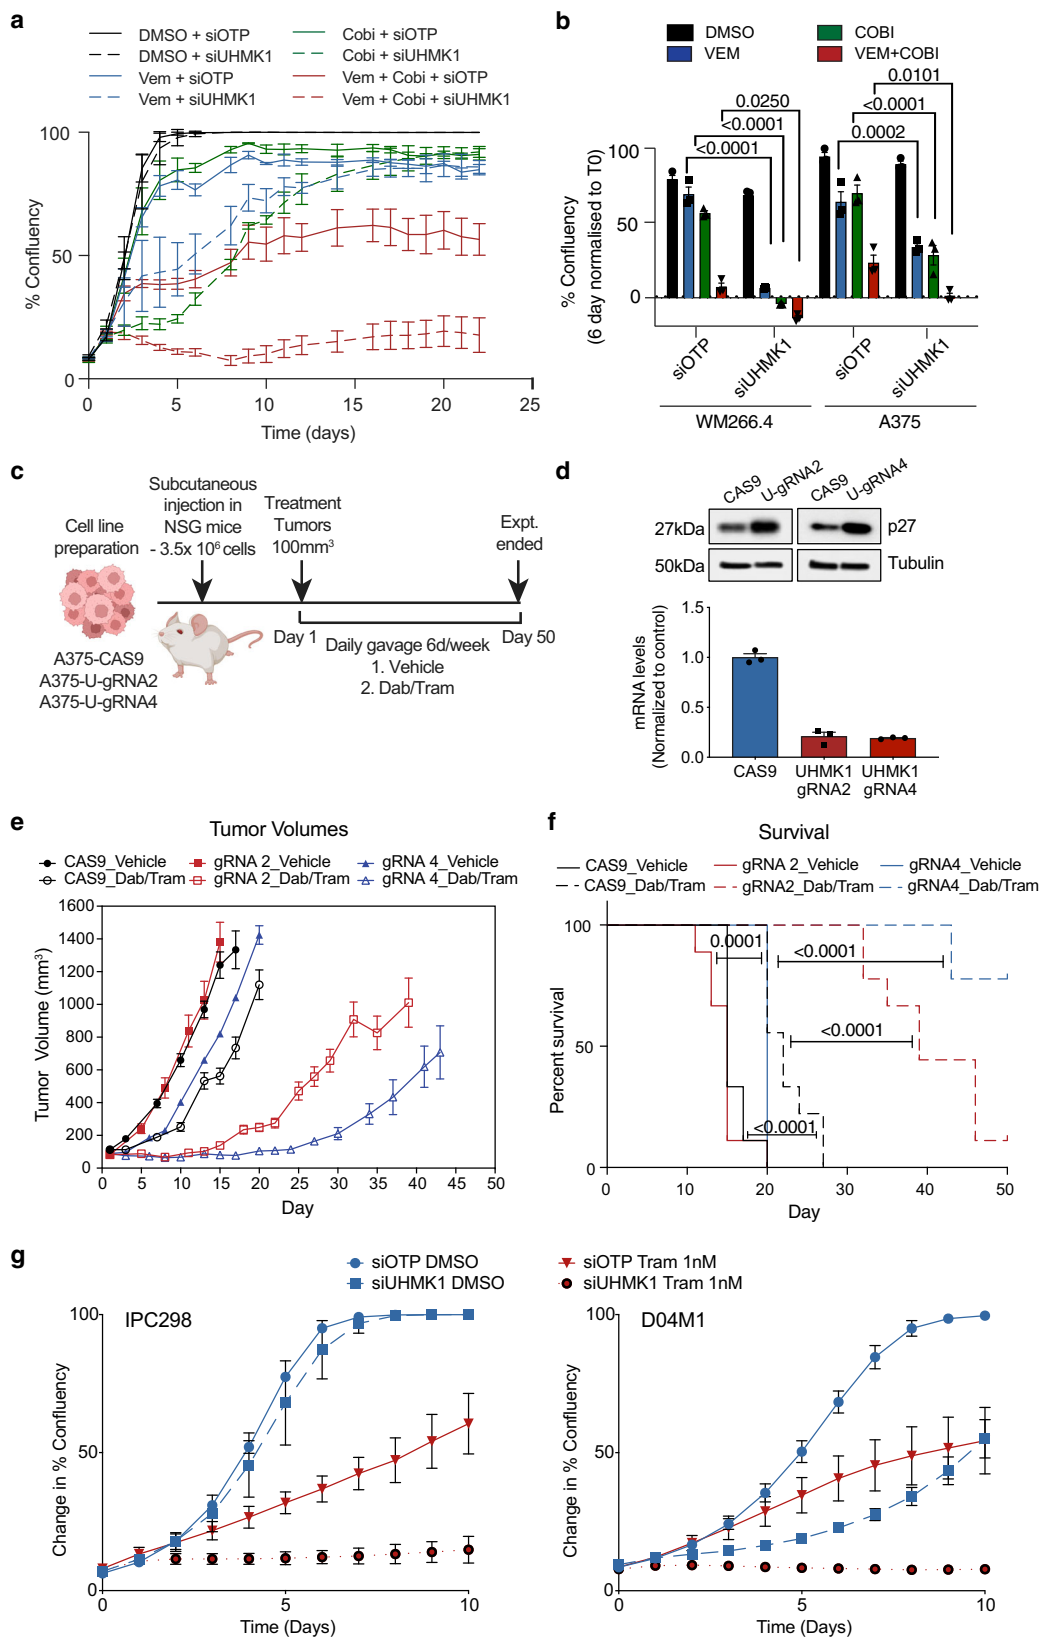 a
DMSO + siOTP
DMSO + siUHMK1
Vem + siOTP
Vem + siUHMK1
Cobi + siOTP
Cobi + siUHMK1
Vem + Cobi + siOTP
Vem + Cobi + siUHMK1
% Confluency
100
50
0
0 5 10 15 20 25
Time (days)
b
DMSO
VEM
COBI
VEM+COBI
0.0250
<0.0001
<0.0001
0.0101
<0.0001
0.0002
% Confluency
(6 day normalised to T0)
100
50
0
siOTP
siUHMK1
siOTP
siUHMK1
WM266.4
A375
c
Cell line
preparation
Subcutaneous
injection in
NSG mice
- 3.5x 10⁶ cells
Treatment
Tumors
100mm³
Expt.
ended
A375-CAS9
A375-U-gRNA2
A375-U-gRNA4
Day 1
Daily gavage 6d/week
1. Vehicle
2. Dab/Tram
Day 50
d
CAS9
U-gRNA2
CAS9
U-gRNA4
27kDa
p27
50kDa
Tubulin
mRNA levels
(Normalized to control)
1.5
1.0
0.5
0.0
CAS9
UHMK1
gRNA2
UHMK1
gRNA4
e
Tumor Volumes
CAS9_Vehicle
CAS9_Dab/Tram
gRNA 2_Vehicle
gRNA 2_Dab/Tram
gRNA 4_Vehicle
gRNA 4_Dab/Tram
Tumor Volume (mm³)
1600
1400
1200
1000
800
600
400
200
0
0 5 10 15 20 25 30 35 40 45 50
Day
f
Survival
CAS9_Vehicle
CAS9_Dab/Tram
gRNA 2_Vehicle
gRNA2_Dab/Tram
gRNA4_Vehicle
gRNA4_Dab/Tram
Percent survival
100
50
0
0.0001
<0.0001
<0.0001
<0.0001
0 10 20 30 40 50
Day
g
siOTP DMSO
siUHMK1 DMSO
siOTP Tram 1nM
siUHMK1 Tram 1nM
IPC298
Change in % Confluency
100
50
0
0 5 10
Time (Days)
D04M1
Change in % Confluency
100
50
0
0 5 10
Time (Days)